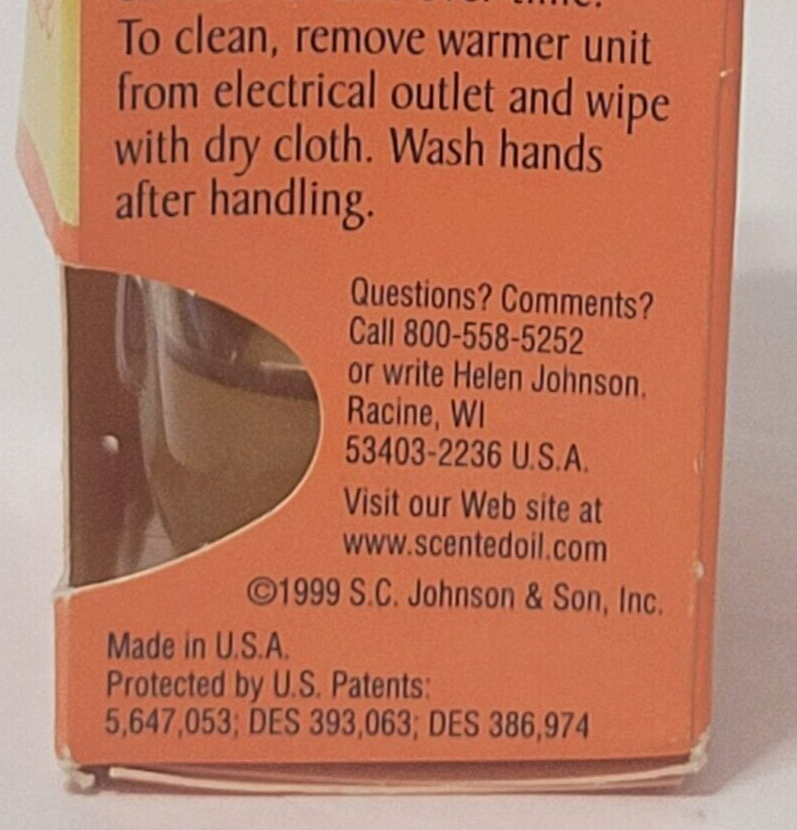 To clean, remove warmer unit
from electrical outlet and wipe
with dry cloth. Wash hands
after handling.
Questions? Comments?
Call 800-558-5252
or write Helen Johnson,
Racine, WI
53403-2236 U.S.A.
Visit our Web site at
www.scentedoil.com
©1999 S.C. Johnson & Son, Inc.
Made in U.S.A.
Protected by U.S. Patents:
5,647,053; DES 393,063; DES 386,974